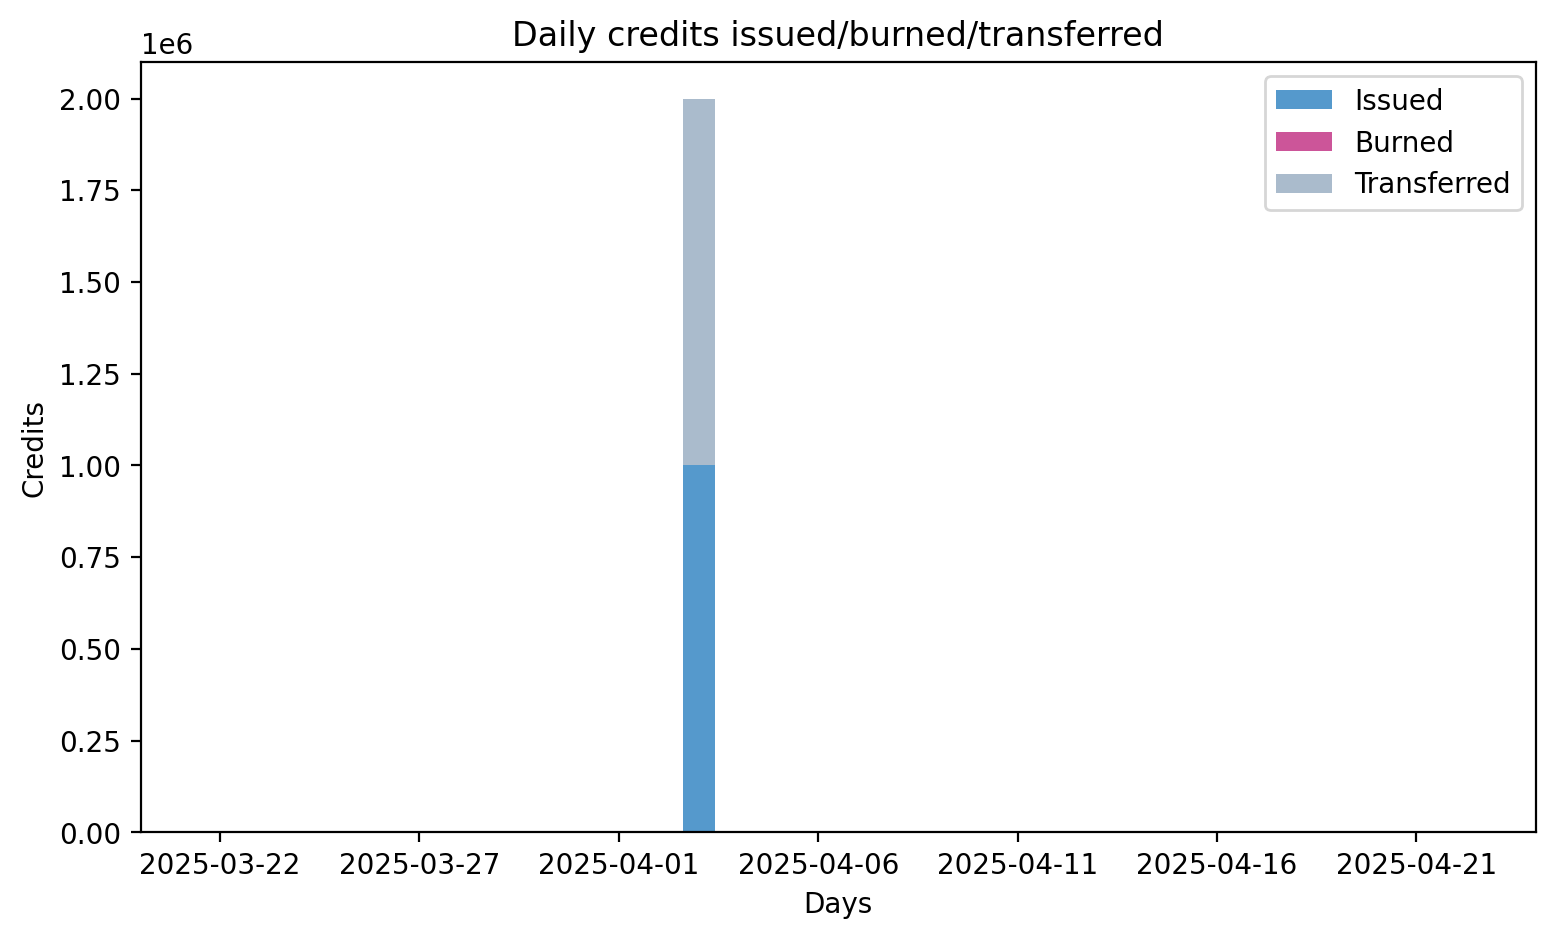 Daily credits issued/burned/transferred
1e6
2.00
1.75
1.50
1.25
1.00
0.75
0.50
0.25
0.00
Credits
Issued
Burned
Transferred
2025-03-22 2025-03-27 2025-04-01 2025-04-06 2025-04-11 2025-04-16 2025-04-21
Days